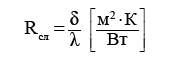 R_сл = δ/λ [м²·К/Вт]